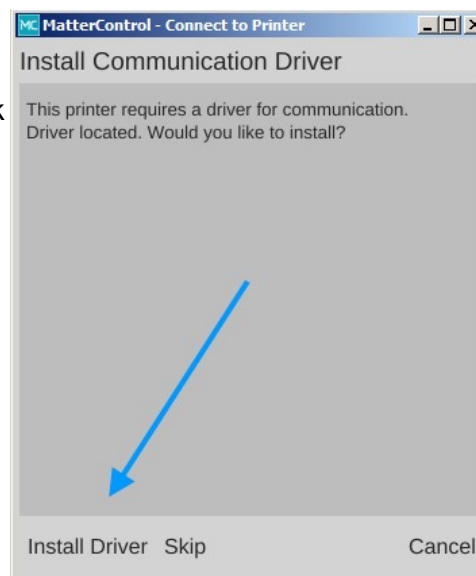 MC MatterControl - Connect to Printer
Install Communication Driver
This printer requires a driver for communication.
Driver located. Would you like to install?
Install Driver Skip Cancel